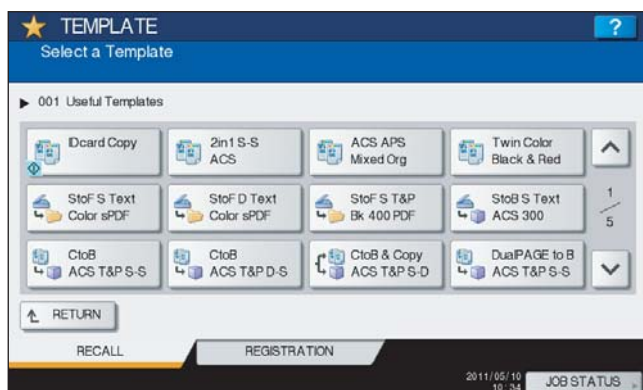 TEMPLATE
?
Select a Template
001 Useful Templates
IDcard Copy
2in1 S-S
ACS
ACS APS
Mixed Org
Twin Color
Black & Red
StoF S Text
Color sPDF
StoF D Text
Color sPDF
StoF S T&P
Bk 400 PDF
StoB S Text
ACS 300
1
5
CtoB
ACS T&P S-S
CtoB
ACS T&P D-S
CtoB & Copy
ACS T&P S-D
DualPAGE to B
ACS T&P S-S
RETURN
RECALL
REGISTRATION
2011/05/10
10:34
JOB STATUS